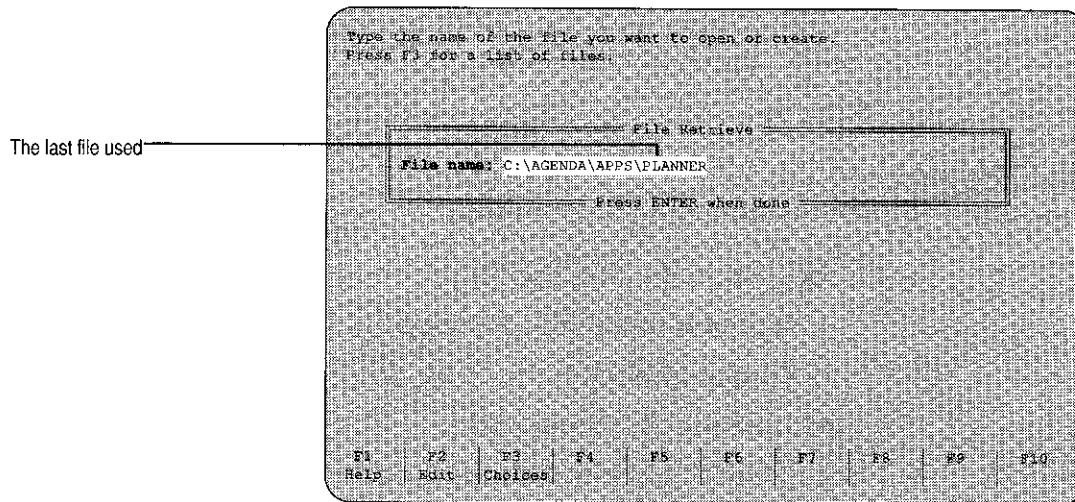 Type the name of the file you want to open or create.
Press F3 for a list of files.
File Retrieve
The last file used
File name: C:\AGENDA\APPS\PLANNER
Press ENTER when done
F1 F2 F3 F4 F5 F6 F7 F8 F9 F10
Help Edit Choices